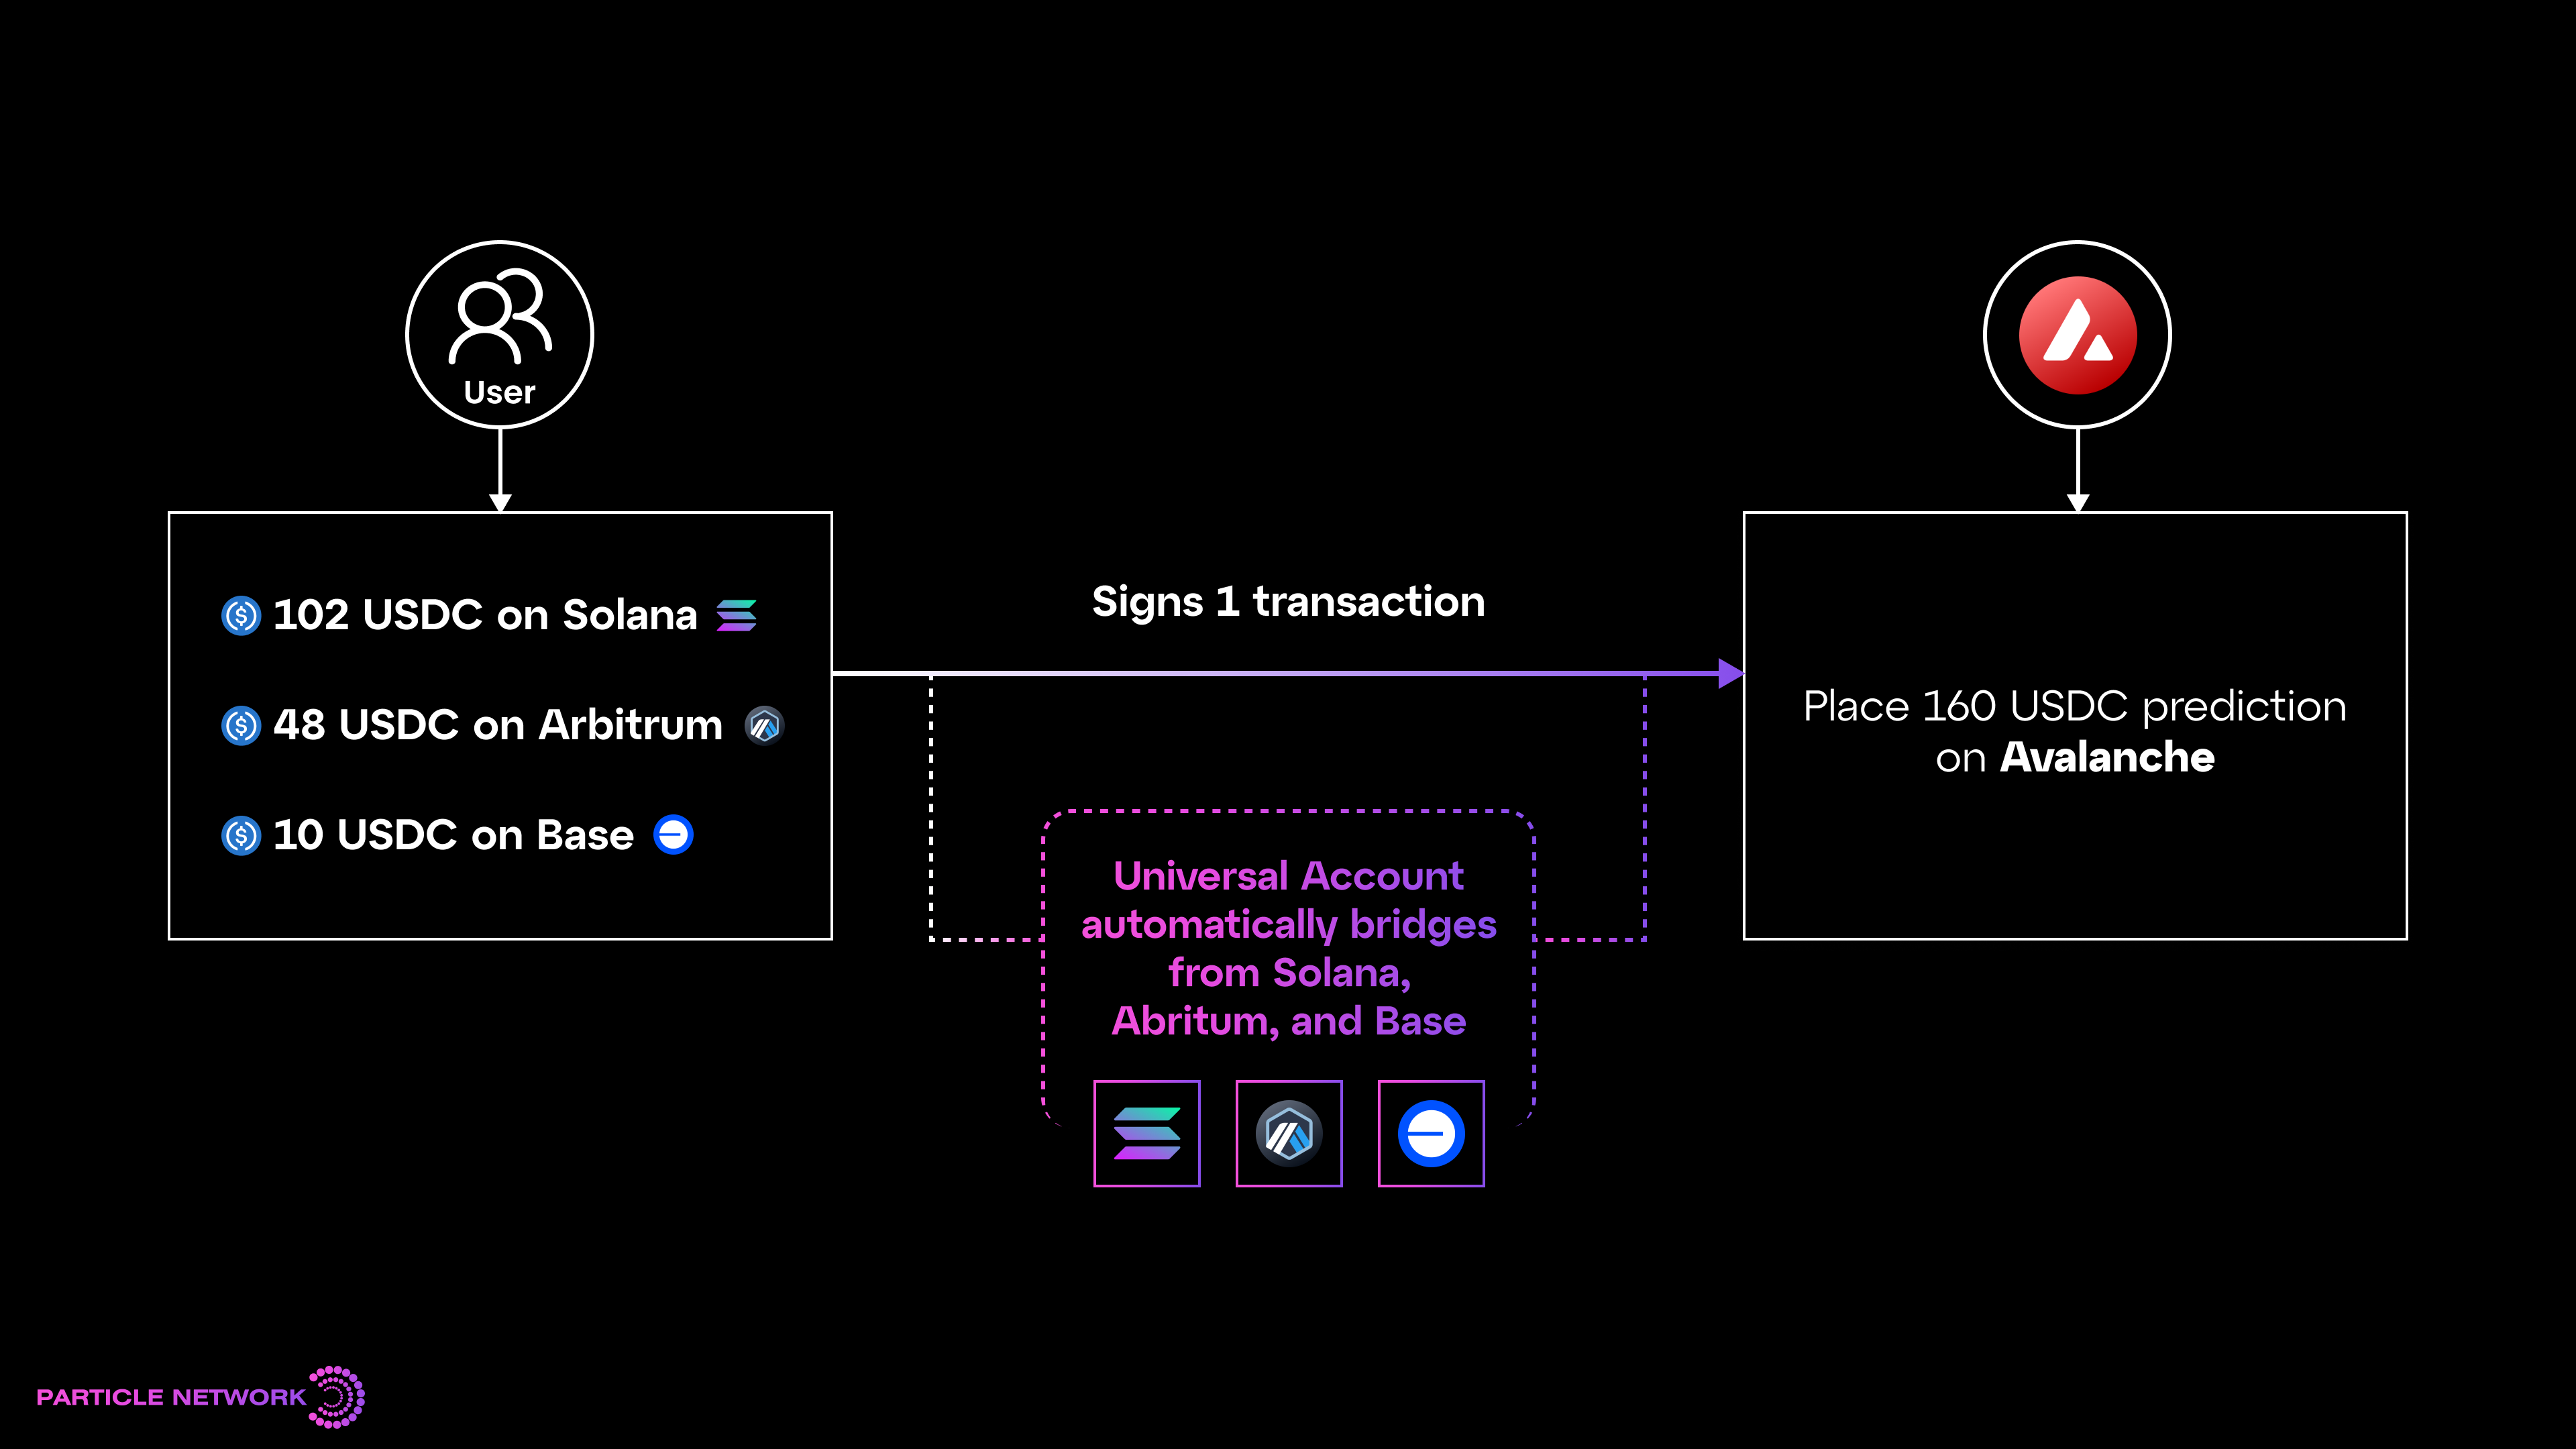 User
102 USDC on Solana
48 USDC on Arbitrum
10 USDC on Base
Signs 1 transaction
Universal Account
automatically bridges
from Solana,
Abritum, and Base
Place 160 USDC prediction
on Avalanche
PARTICLE NETWORK